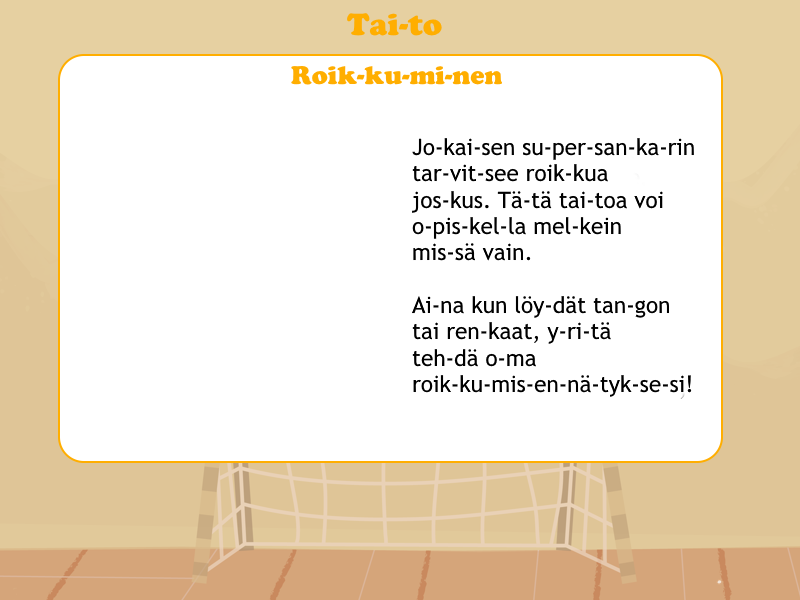 Tai-to
Roik-ku-mi-nen
Jo-kai-sen su-per-san-ka-rin
tar-vit-see roik-kua
jos-kus. Tä-tä tai-toa voi
o-pis-kel-la mel-kein
mis-sä vain.
Ai-na kun löy-dät tan-gon
tai ren-kaat, y-ri-tä
teh-dä o-ma
roik-ku-mis-en-nä-tyk-se-si!